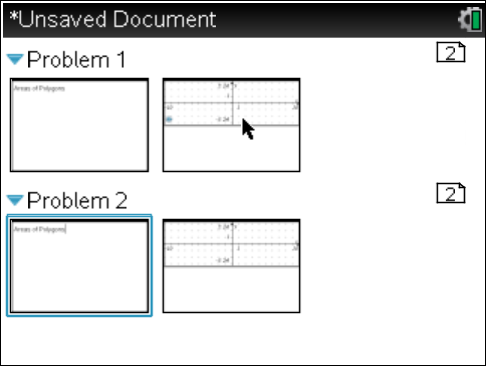 *Unsaved Document
Problem 1
2
Areas of Polygons
Problem 2
2
Areas of Polygons